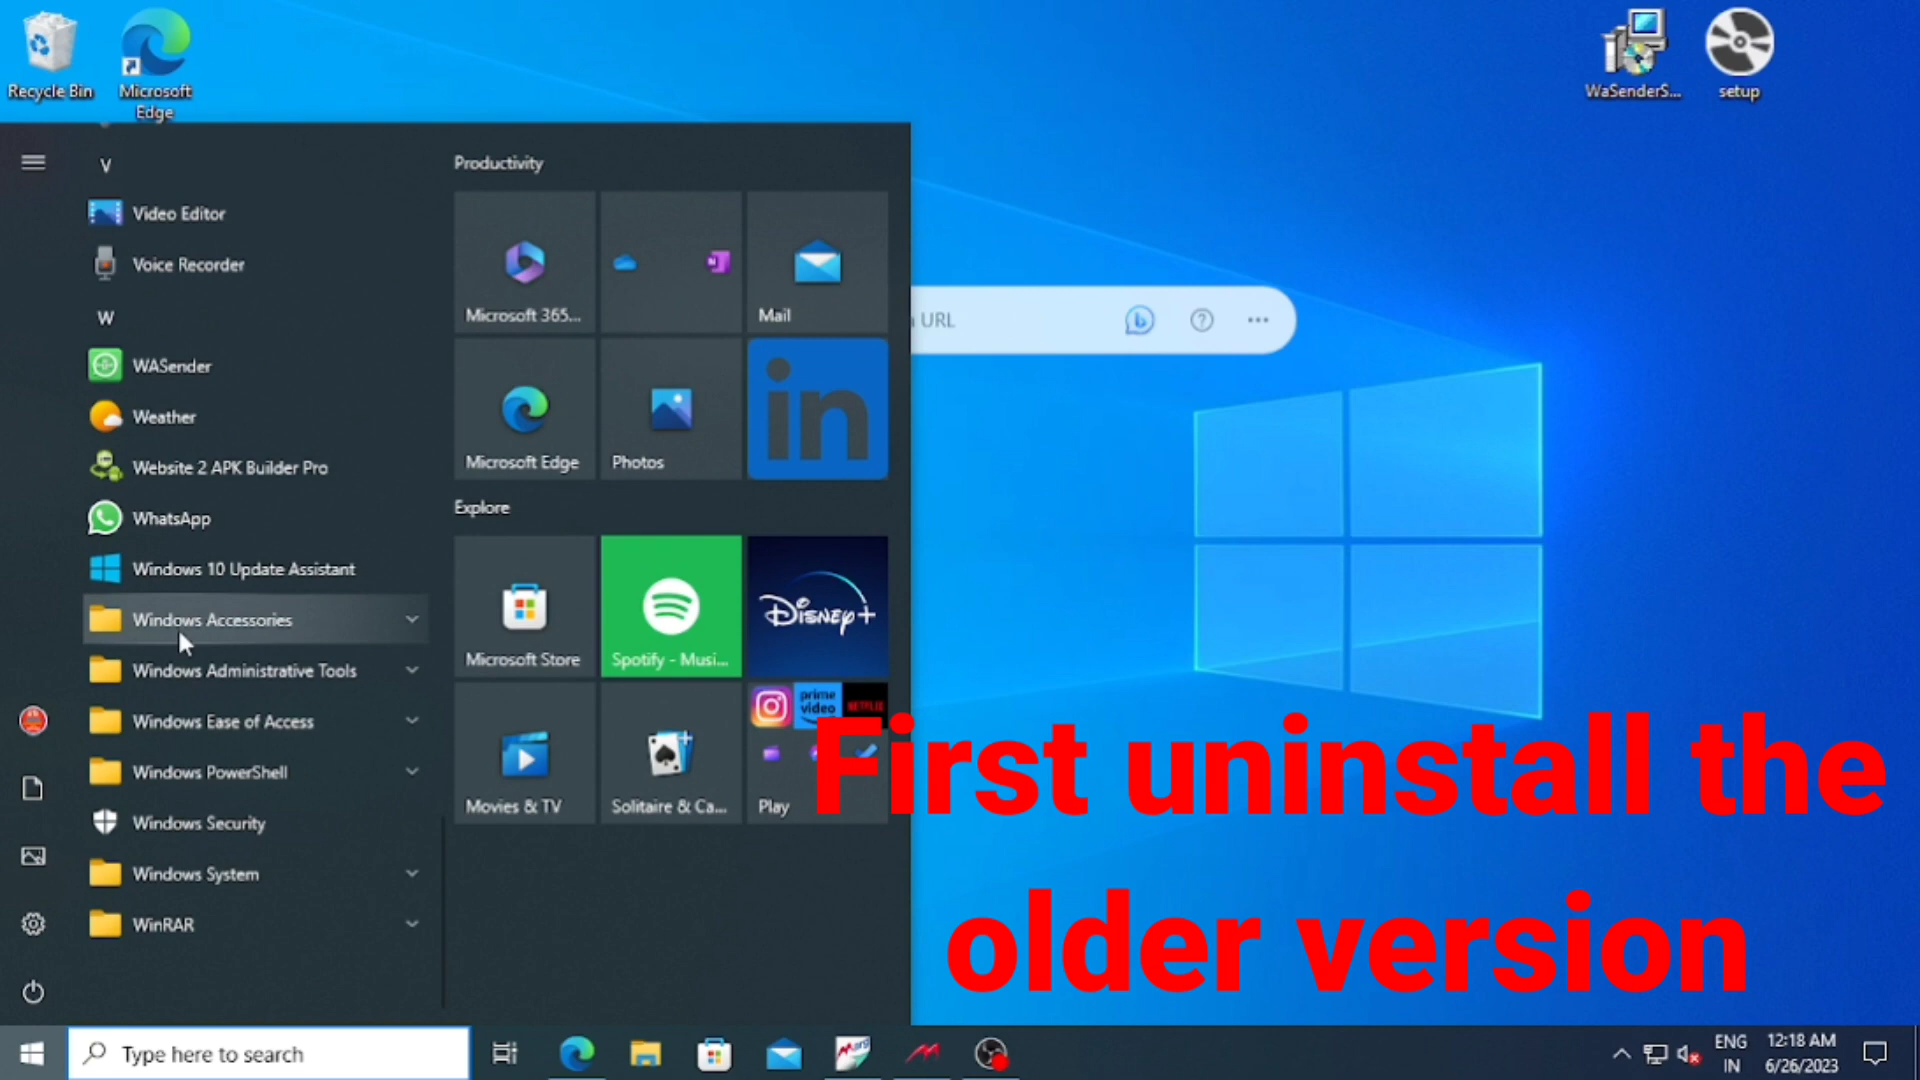 Recycle Bin
Microsoft
Edge
WaSenderS...
setup
V
Video Editor
Voice Recorder
W
WASender
Weather
Website 2 APK Builder Pro
WhatsApp
Windows 10 Update Assistant
Windows Accessories
Windows Administrative Tools
Windows Ease of Access
Windows PowerShell
Windows Security
Windows System
WinRAR
Productivity
Microsoft 365...
Mail
Microsoft Edge
Photos
in
Explore
Microsoft Store
Spotify - Musi...
Disney+
Movies & TV
Solitaire & Ca...
prime
video
NETFLIX
Play
URL
First uninstall the
older version
Type here to search
ENG
IN
12:18 AM
6/26/2023